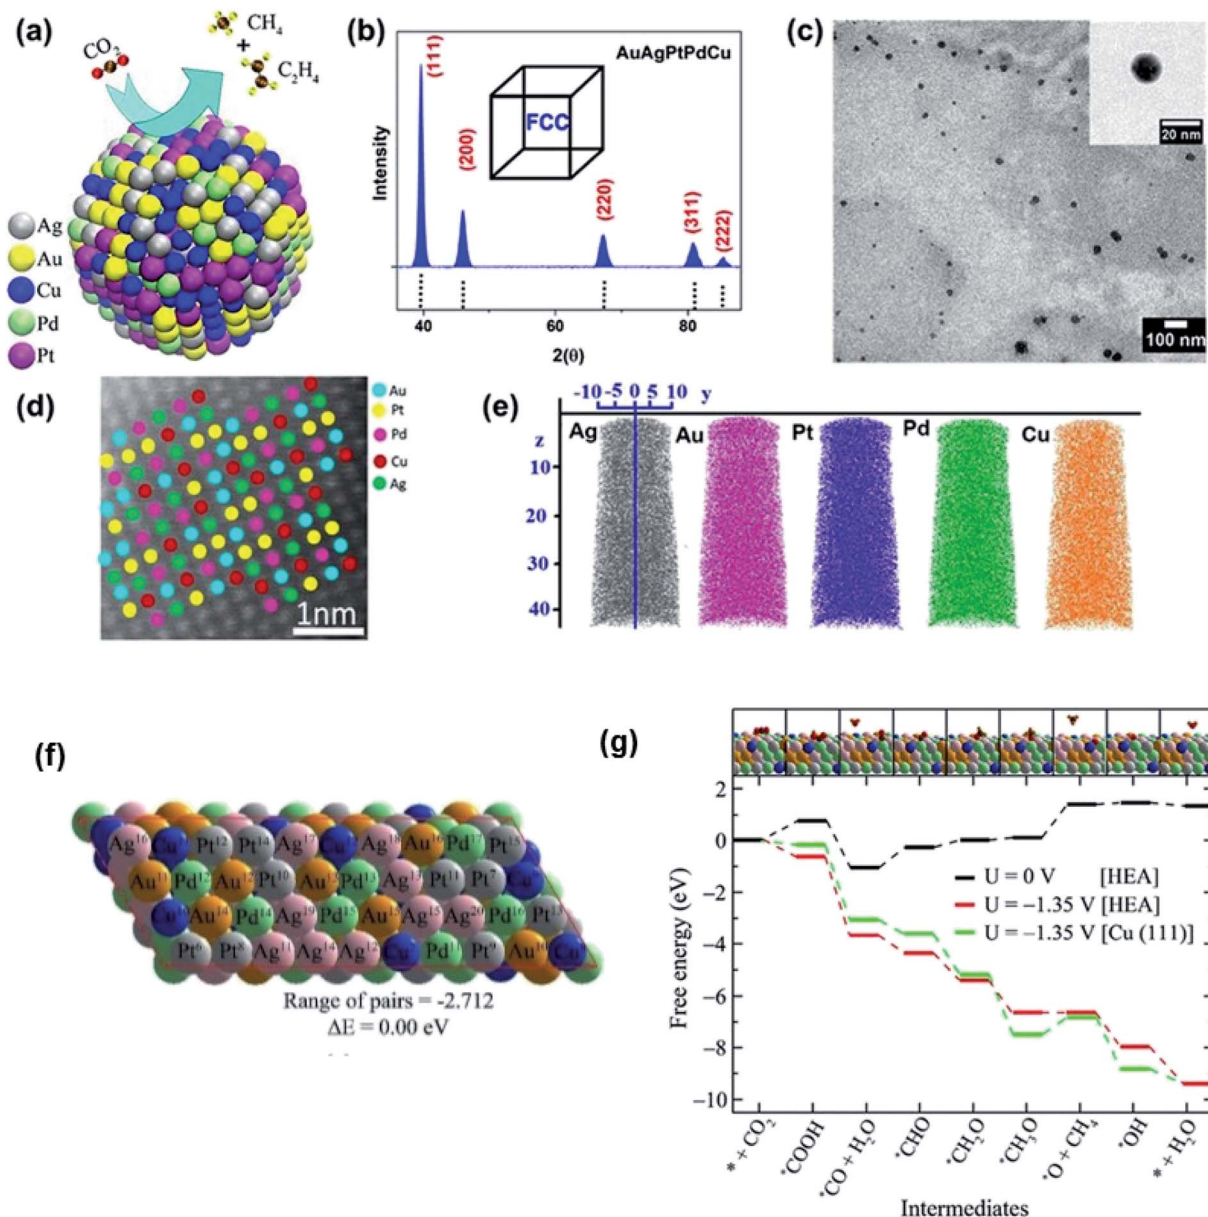 (a)
CO2
CH4
+
C2H4
Ag
Au
Cu
Pd
Pt
(b)
AuAgPtPdCu
FCC
(111)
(200)
(220)
(311)
(222)
Intensity
40 60 80
2(θ)
(c)
20 nm
100 nm
(d)
Au
Pt
Pd
Cu
Ag
1nm
(e)
-10 -5 0 5 10 y
Ag Au Pt Pd Cu
z
10
20
30
40
(f)
Ag16 Pt12 Pt14 Ag17 Ag18 Au16 Pd17 Pt15
Au11 Pd12 Au12 Pt10 Au13 Pd13 Ag13 Pt11 Pt7
Au14 Pd14 Ag19 Pd15 Au15 Ag15 Ag20 Pd16 Pt13
Pt6 Pt8 Ag11 Ag14 Ag12 Cu Pd11 Pt9 Au10
Range of pairs = -2.712
ΔE = 0.00 eV
(g)
2
0
−2
−4
−6
−8
−10
Free energy (eV)
U = 0 V [HEA]
U = −1.35 V [HEA]
U = −1.35 V [Cu (111)]
* + CO2
*COOH
*CO + H2O
*CHO
*CH2O
*CH3O
*O + CH4
*OH
* + H2O
Intermediates